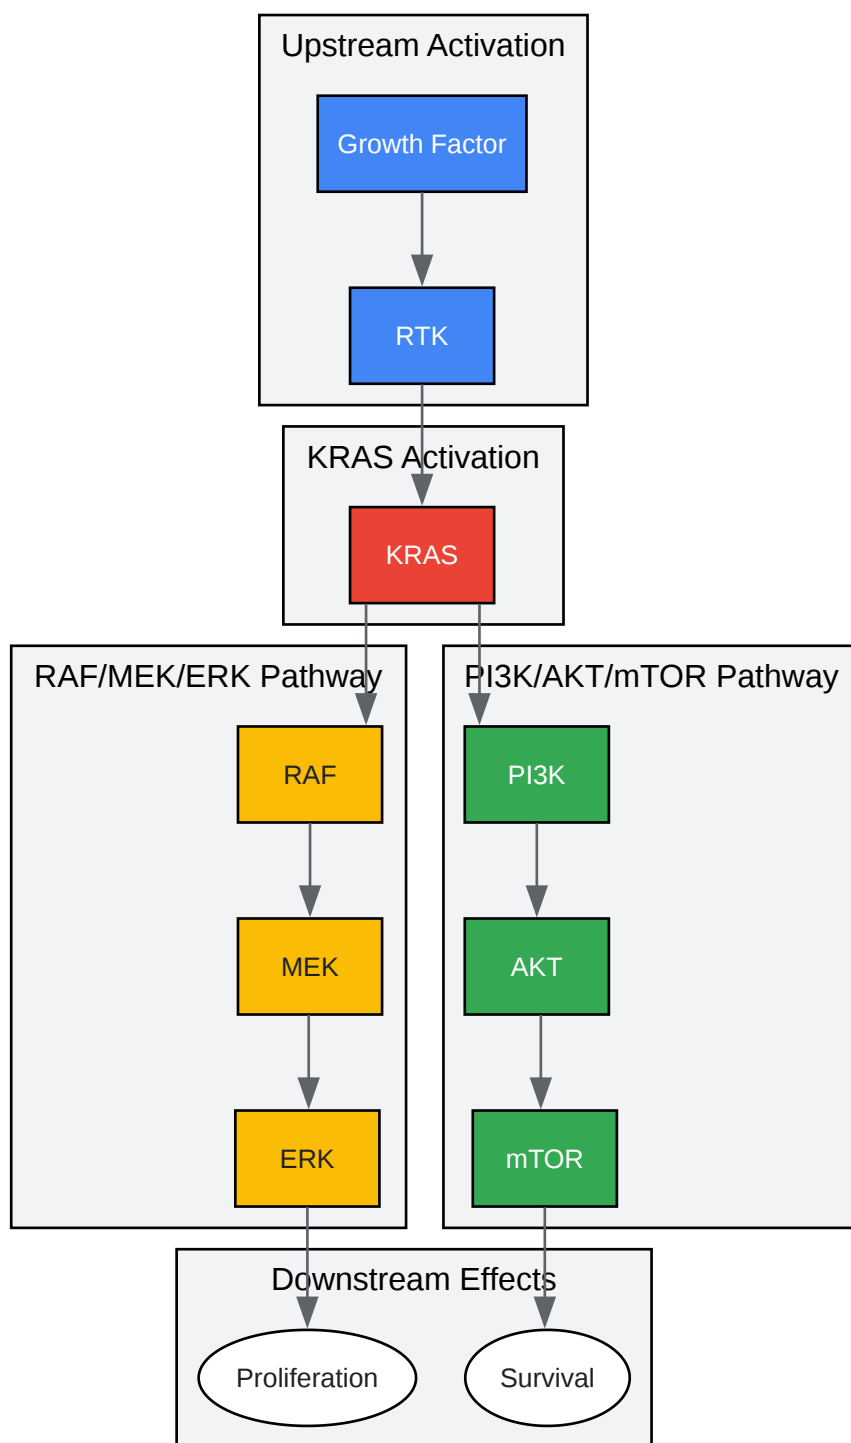 Upstream Activation
Growth Factor
RTK
KRAS Activation
KRAS
RAF/MEK/ERK Pathway
PI3K/AKT/mTOR Pathway
RAF
PI3K
MEK
AKT
ERK
mTOR
Downstream Effects
Proliferation
Survival